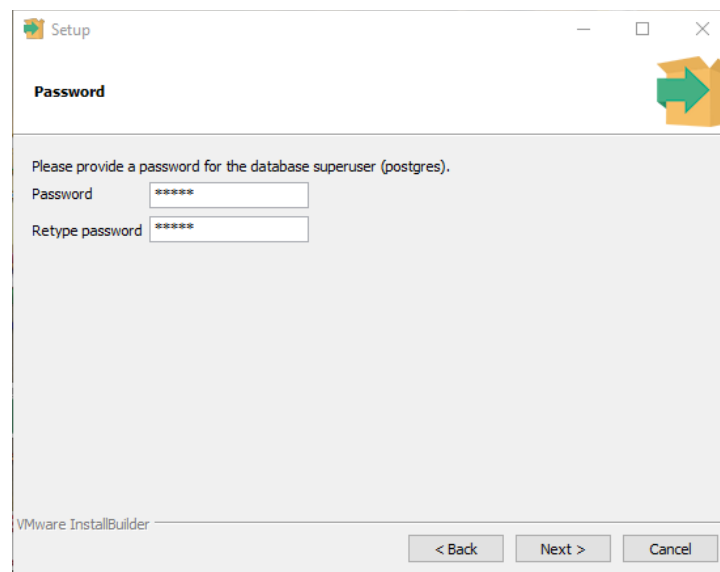 Setup
Password
Please provide a password for the database superuser (postgres).
Password *****
Retype password *****
VMware InstallBuilder
< Back Next > Cancel